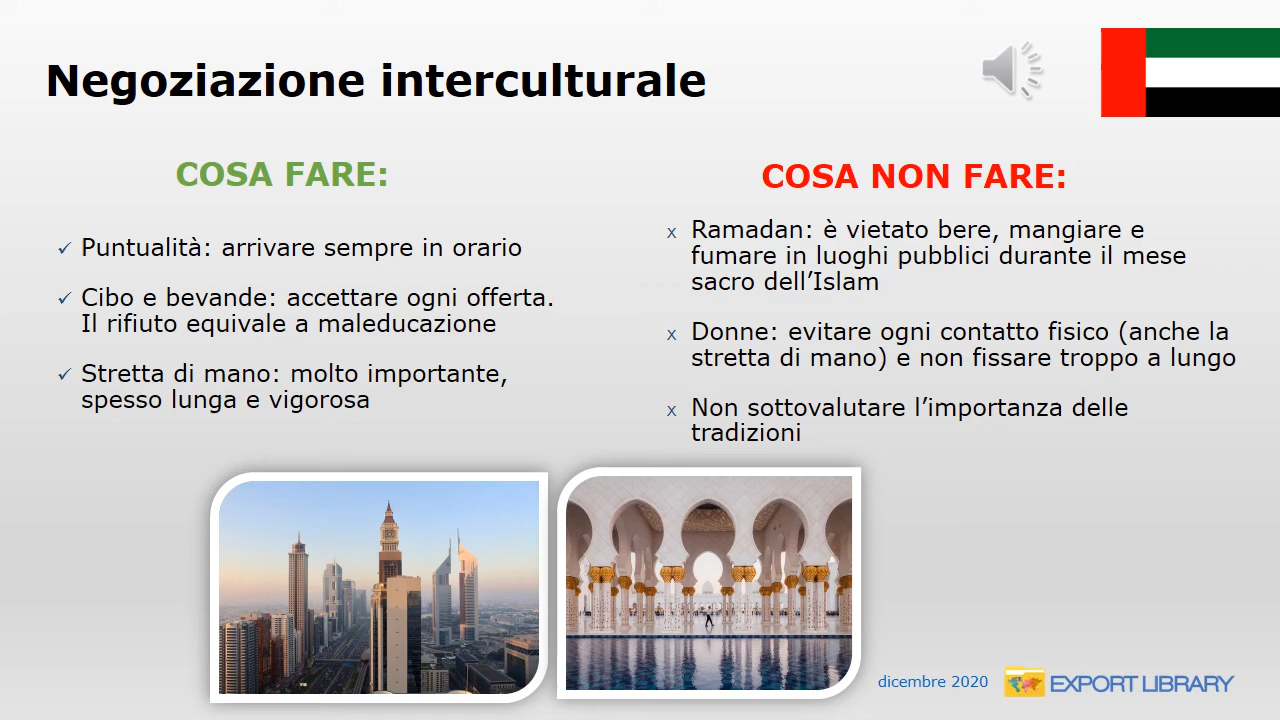 Negoziazione interculturale
COSA FARE:
✓ Puntualità: arrivare sempre in orario
✓ Cibo e bevande: accettare ogni offerta.
Il rifiuto equivale a maleducazione
✓ Stretta di mano: molto importante,
spesso lunga e vigorosa
COSA NON FARE:
x Ramadan: è vietato bere, mangiare e
fumare in luoghi pubblici durante il mese
sacro dell’Islam
x Donne: evitare ogni contatto fisico (anche la
stretta di mano) e non fissare troppo a lungo
x Non sottovalutare l’importanza delle
tradizioni
dicembre 2020
EXPORT LIBRARY